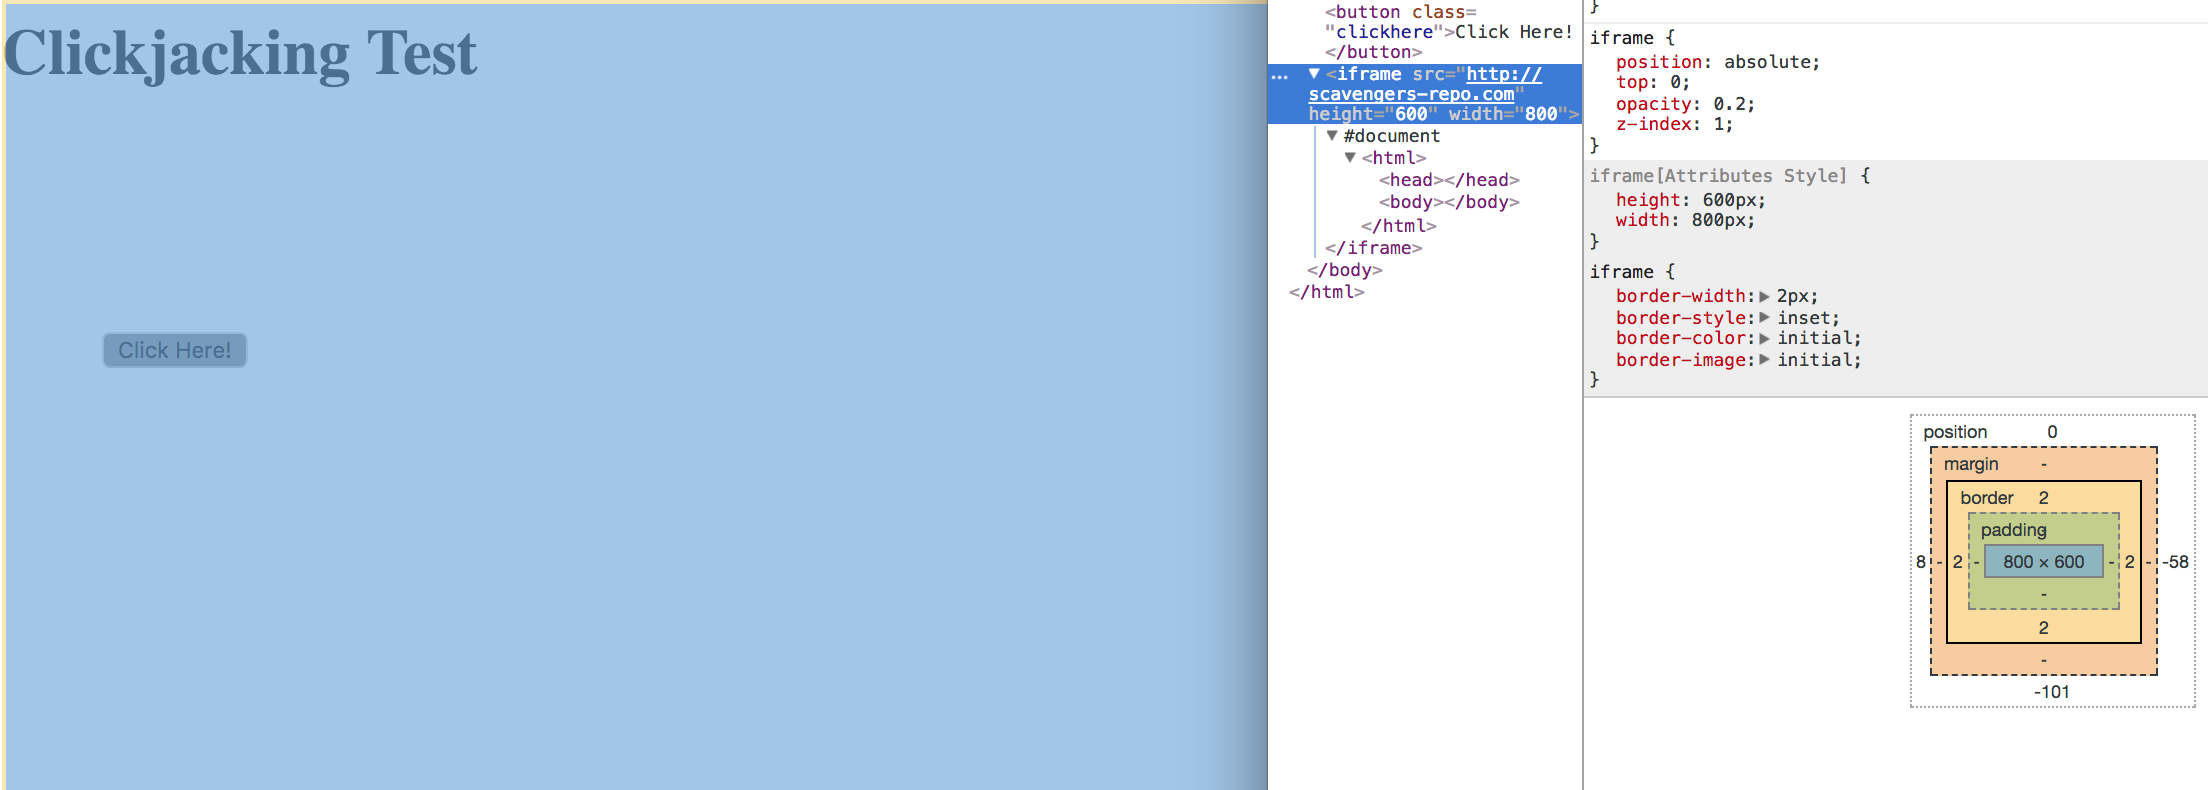 Clickjacking Test
Click Here!
<button class=
"clickhere">Click Here!
</button>
… ▼ <iframe src="http://
scavengers-repo.com"
height="600" width="800">
▼ #document
▼ <html>
<head></head>
<body></body>
</html>
</iframe>
</body>
</html>
}
iframe {
position: absolute;
top: 0;
opacity: 0.2;
z-index: 1;
}
iframe[Attributes Style] {
height: 600px;
width: 800px;
}
iframe {
border-width:▶ 2px;
border-style:▶ inset;
border-color:▶ initial;
border-image:▶ initial;
}
position 0
margin -
border 2
padding -
8 - 2 - 800 × 600 - 2 - -58
-
2
-
-101